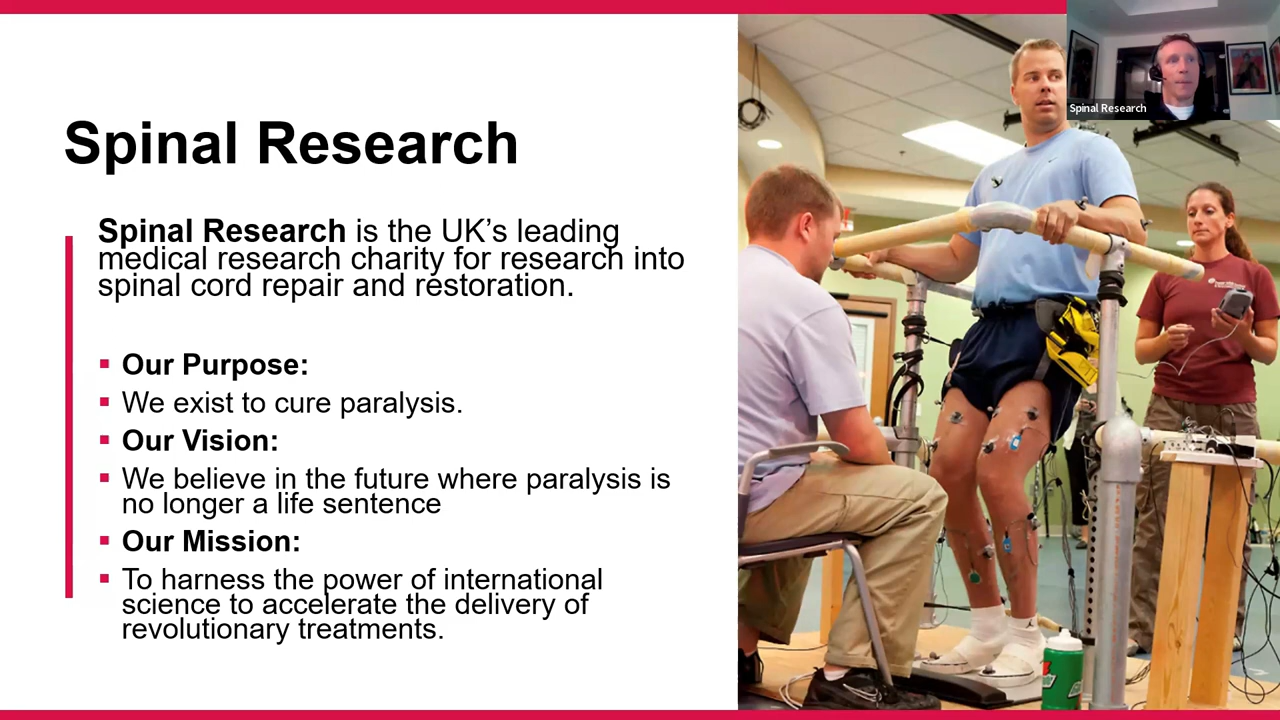 Spinal Research
Spinal Research
Spinal Research is the UK’s leading
medical research charity for research into
spinal cord repair and restoration.
Our Purpose:
We exist to cure paralysis.
Our Vision:
We believe in the future where paralysis is
no longer a life sentence
Our Mission:
To harness the power of international
science to accelerate the delivery of
revolutionary treatments.